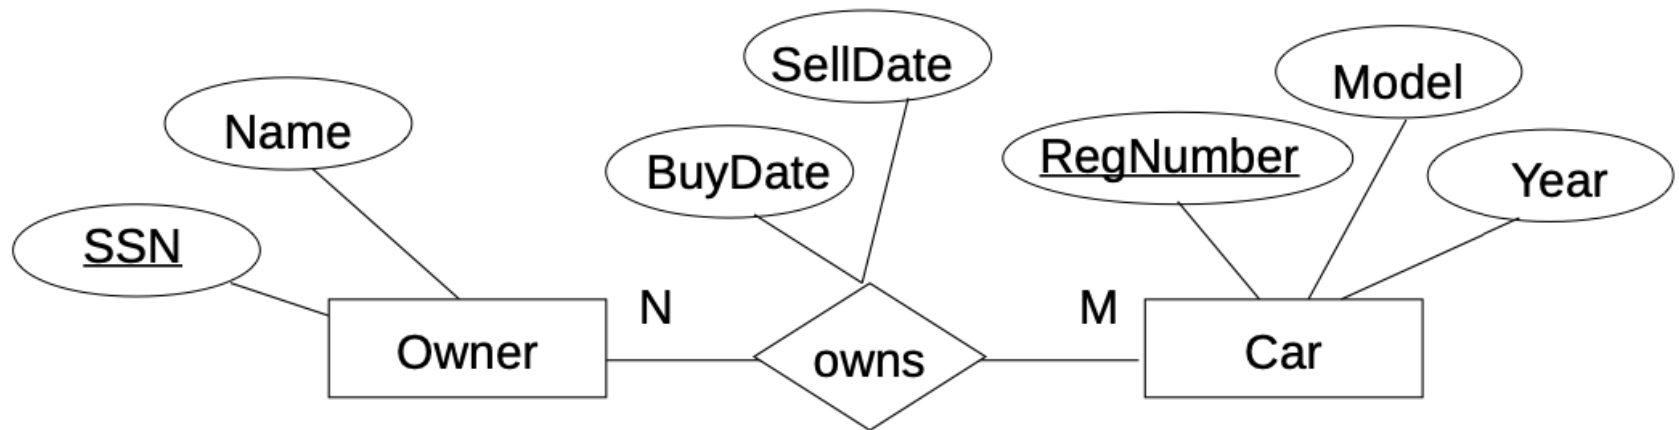 SellDate
Model
Name
BuyDate
RegNumber
Year
SSN
N
M
Owner
owns
Car